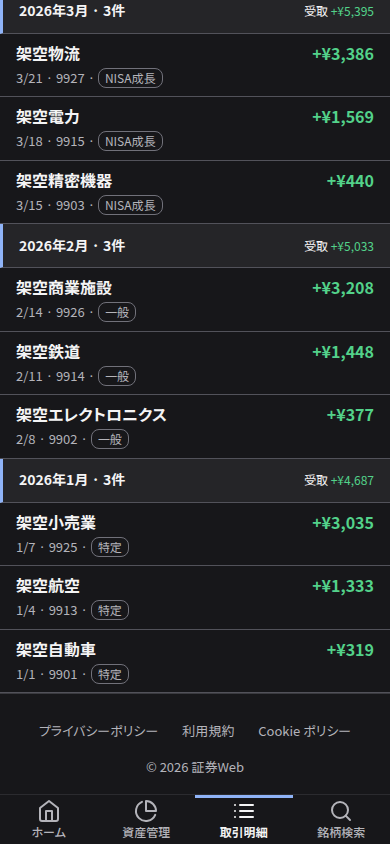 2026年3月・3件 受取 +¥5,395
架空物流 +¥3,386
3/21・9927・NISA成長
架空電力 +¥1,569
3/18・9915・NISA成長
架空精密機器 +¥440
3/15・9903・NISA成長
2026年2月・3件 受取 +¥5,033
架空商業施設 +¥3,208
2/14・9926・一般
架空鉄道 +¥1,448
2/11・9914・一般
架空エレクトロニクス +¥377
2/8・9902・一般
2026年1月・3件 受取 +¥4,687
架空小売業 +¥3,035
1/7・9925・特定
架空航空 +¥1,333
1/4・9913・特定
架空自動車 +¥319
1/1・9901・特定
プライバシーポリシー 利用規約 Cookie ポリシー
© 2026 証券Web
ホーム 資産管理 取引明細 銘柄検索